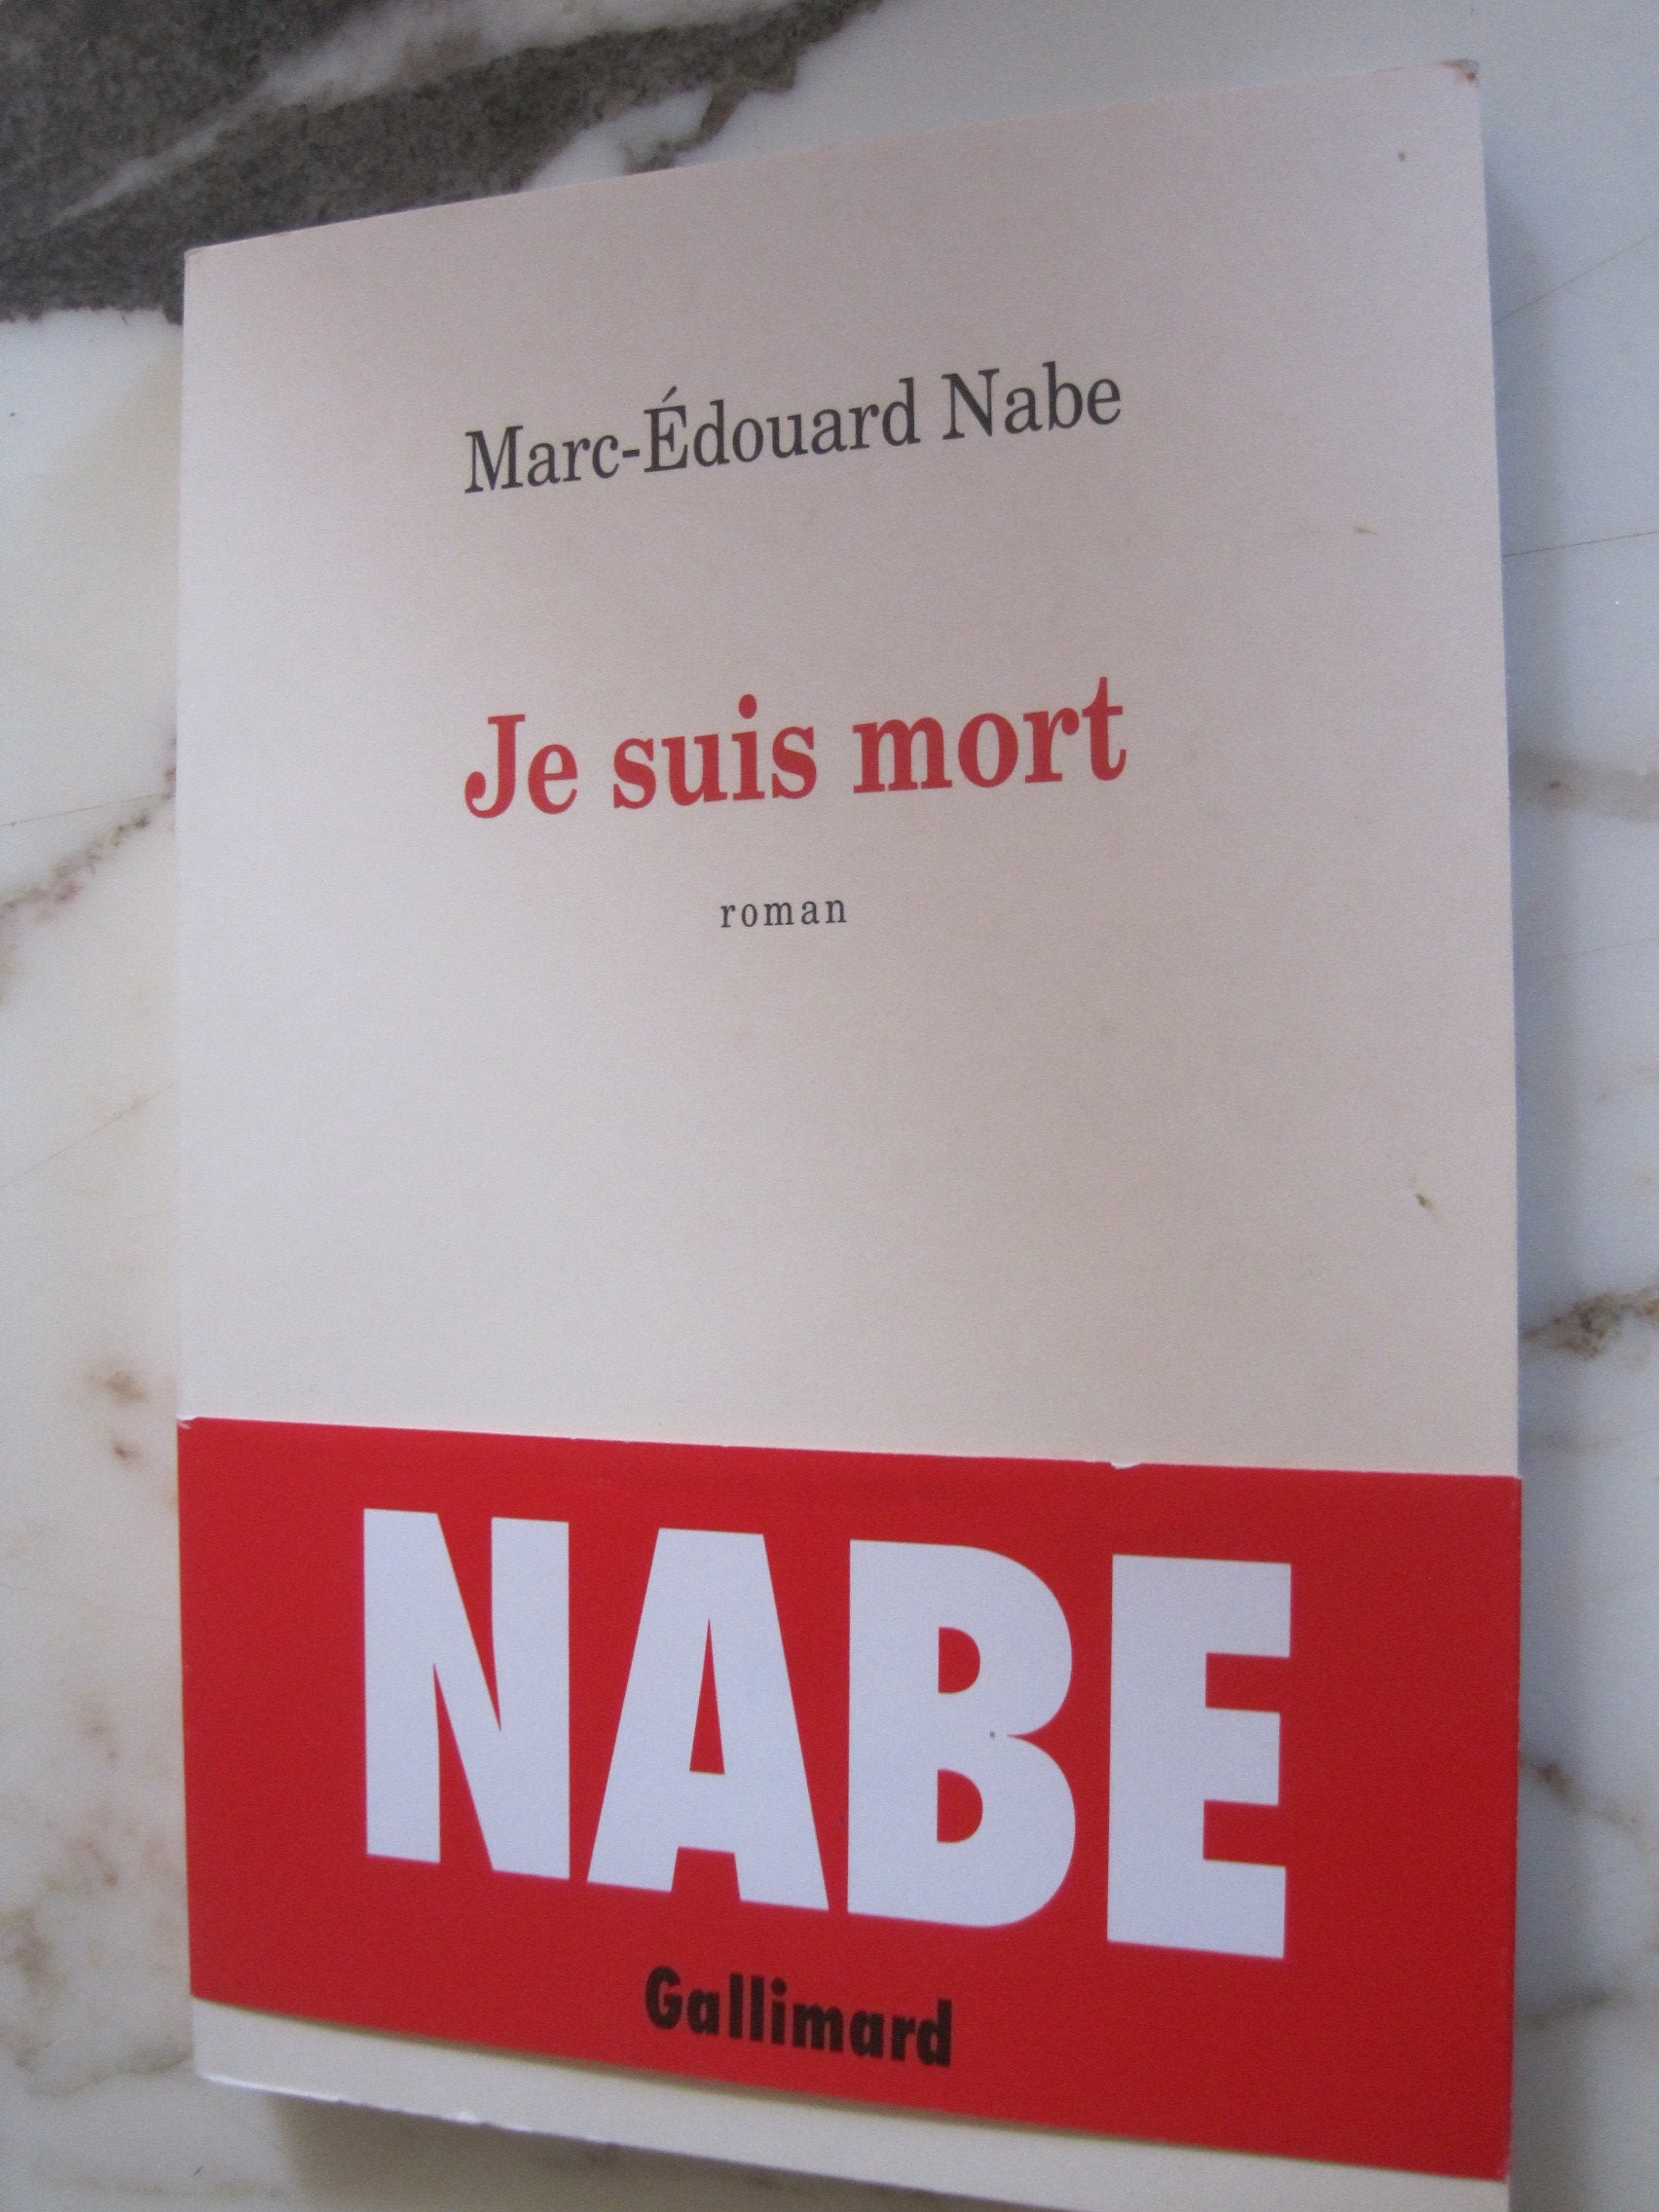 Marc-Édouard Nabe
Je suis mort
roman
NABE
Gallimard